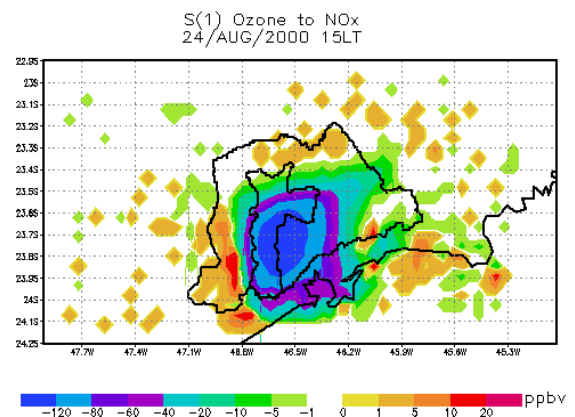 S(1) Ozone to NOx
24/AUG/2000 15LT
22.9S
23S
23.1S
23.2S
23.3S
23.4S
23.5S
23.6S
23.7S
23.8S
23.9S
24S
24.1S
24.2S
47.7W 47.4W 47.1W 46.8W 46.5W 46.2W 45.9W 45.6W 45.3W
-120 -80 -60 -40 -20 -10 -5 -1 0 1 5 10 20 ppbv